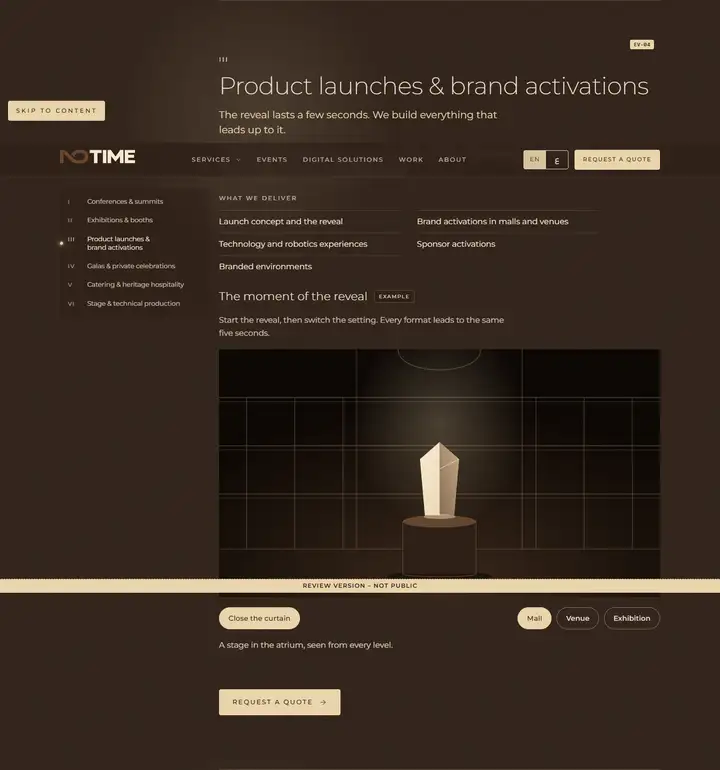 EV-04
III
Product launches & brand activations
SKIP TO CONTENT
The reveal lasts a few seconds. We build everything that
leads up to it.
NOTIME
SERVICES
EVENTS
DIGITAL SOLUTIONS
WORK
ABOUT
EN
ع
REQUEST A QUOTE
I Conferences & summits
II Exhibitions & booths
III Product launches &
brand activations
IV Galas & private celebrations
V Catering & heritage hospitality
VI Stage & technical production
WHAT WE DELIVER
Launch concept and the reveal
Brand activations in malls and venues
Technology and robotics experiences
Sponsor activations
Branded environments
The moment of the reveal
EXAMPLE
Start the reveal, then switch the setting. Every format leads to the same
five seconds.
REVIEW VERSION – NOT PUBLIC
Close the curtain
Mall
Venue
Exhibition
A stage in the atrium, seen from every level.
REQUEST A QUOTE →